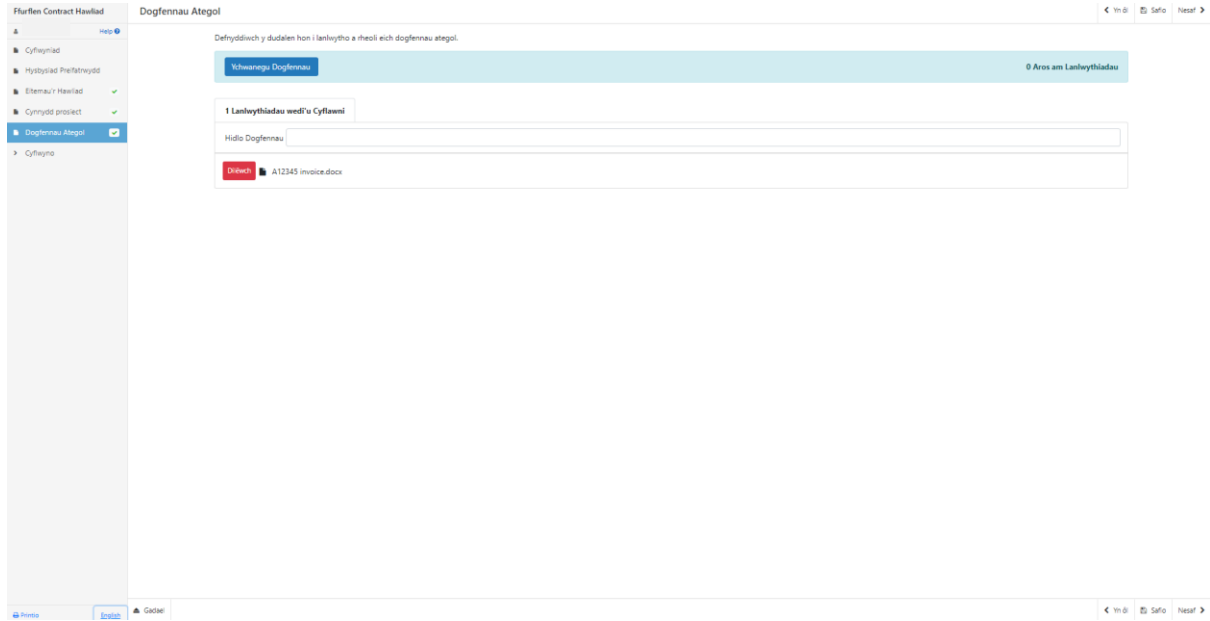 Ffurflen Contract Hawliad
Help
Cyflwyniad
Hysbysiad Preifatrwydd
Eitemau'r Hawliad
Cynnydd prosiect
Dogfennau Ategol
Cyflwyno
Printio
English
Dogfennau Ategol
Yn ôl
Safio
Nesaf
Defnyddiwch y dudalen hon i lanlwytho a rheoli eich dogfennau ategol.
Ychwanegu Dogfennau
0 Aros am Lanlwythiadau
1 Lanlwythiadau wedi'u Cyflawni
Hidlo Dogfennau
Dilëwch
A12345 invoice.docx
Gadael
Yn ôl
Safio
Nesaf